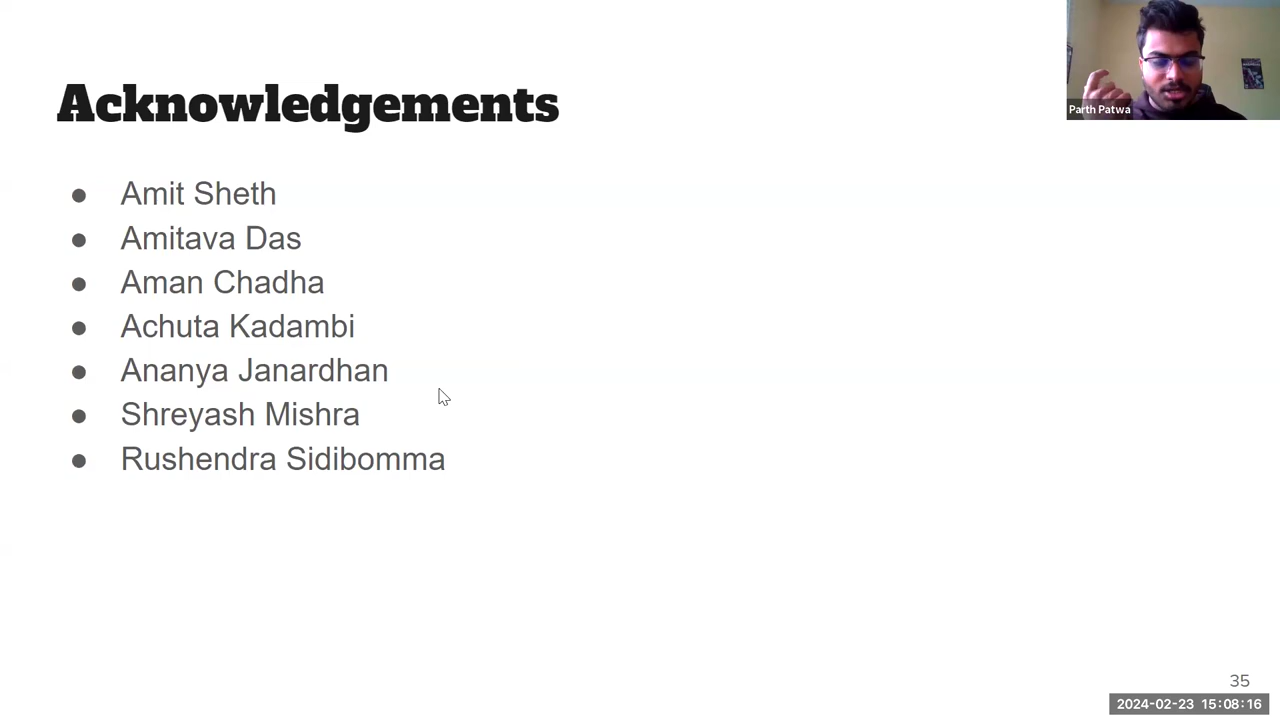 Acknowledgements
Parth Patwa
● Amit Sheth
● Amitava Das
● Aman Chadha
● Achuta Kadambi
● Ananya Janardhan
● Shreyash Mishra
● Rushendra Sidibomma
35
2024-02-23 15:08:16